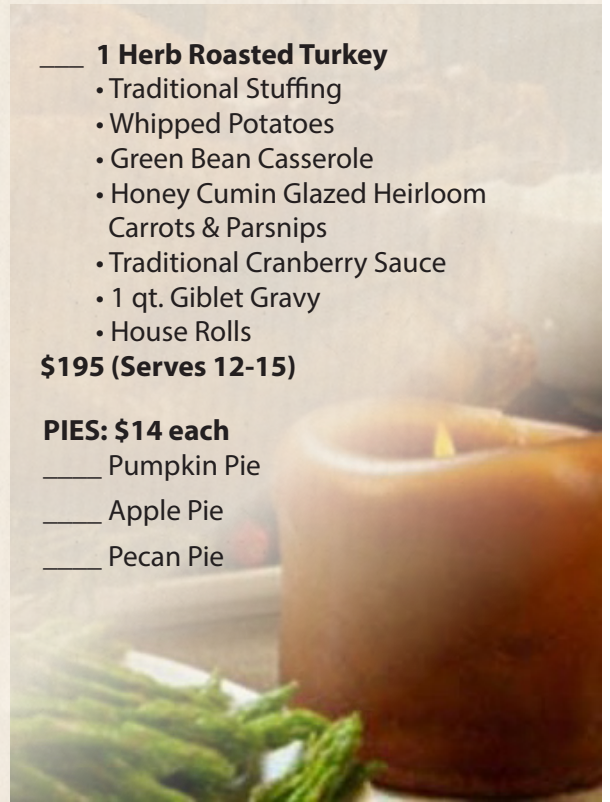 ___ 1 Herb Roasted Turkey
• Traditional Stuffing
• Whipped Potatoes
• Green Bean Casserole
• Honey Cumin Glazed Heirloom
Carrots & Parsnips
• Traditional Cranberry Sauce
• 1 qt. Giblet Gravy
• House Rolls
$195 (Serves 12-15)
PIES: $14 each
____ Pumpkin Pie
____ Apple Pie
____ Pecan Pie